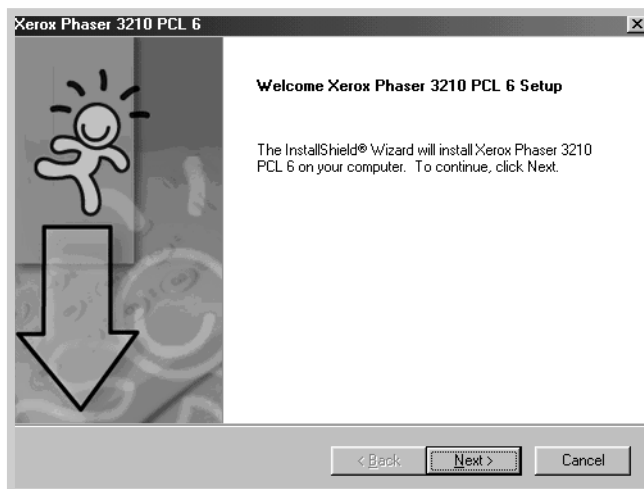 Xerox Phaser 3210 PCL 6
Welcome Xerox Phaser 3210 PCL 6 Setup
The InstallShield® Wizard will install Xerox Phaser 3210
PCL 6 on your computer. To continue, click Next.
< Back
Next >
Cancel